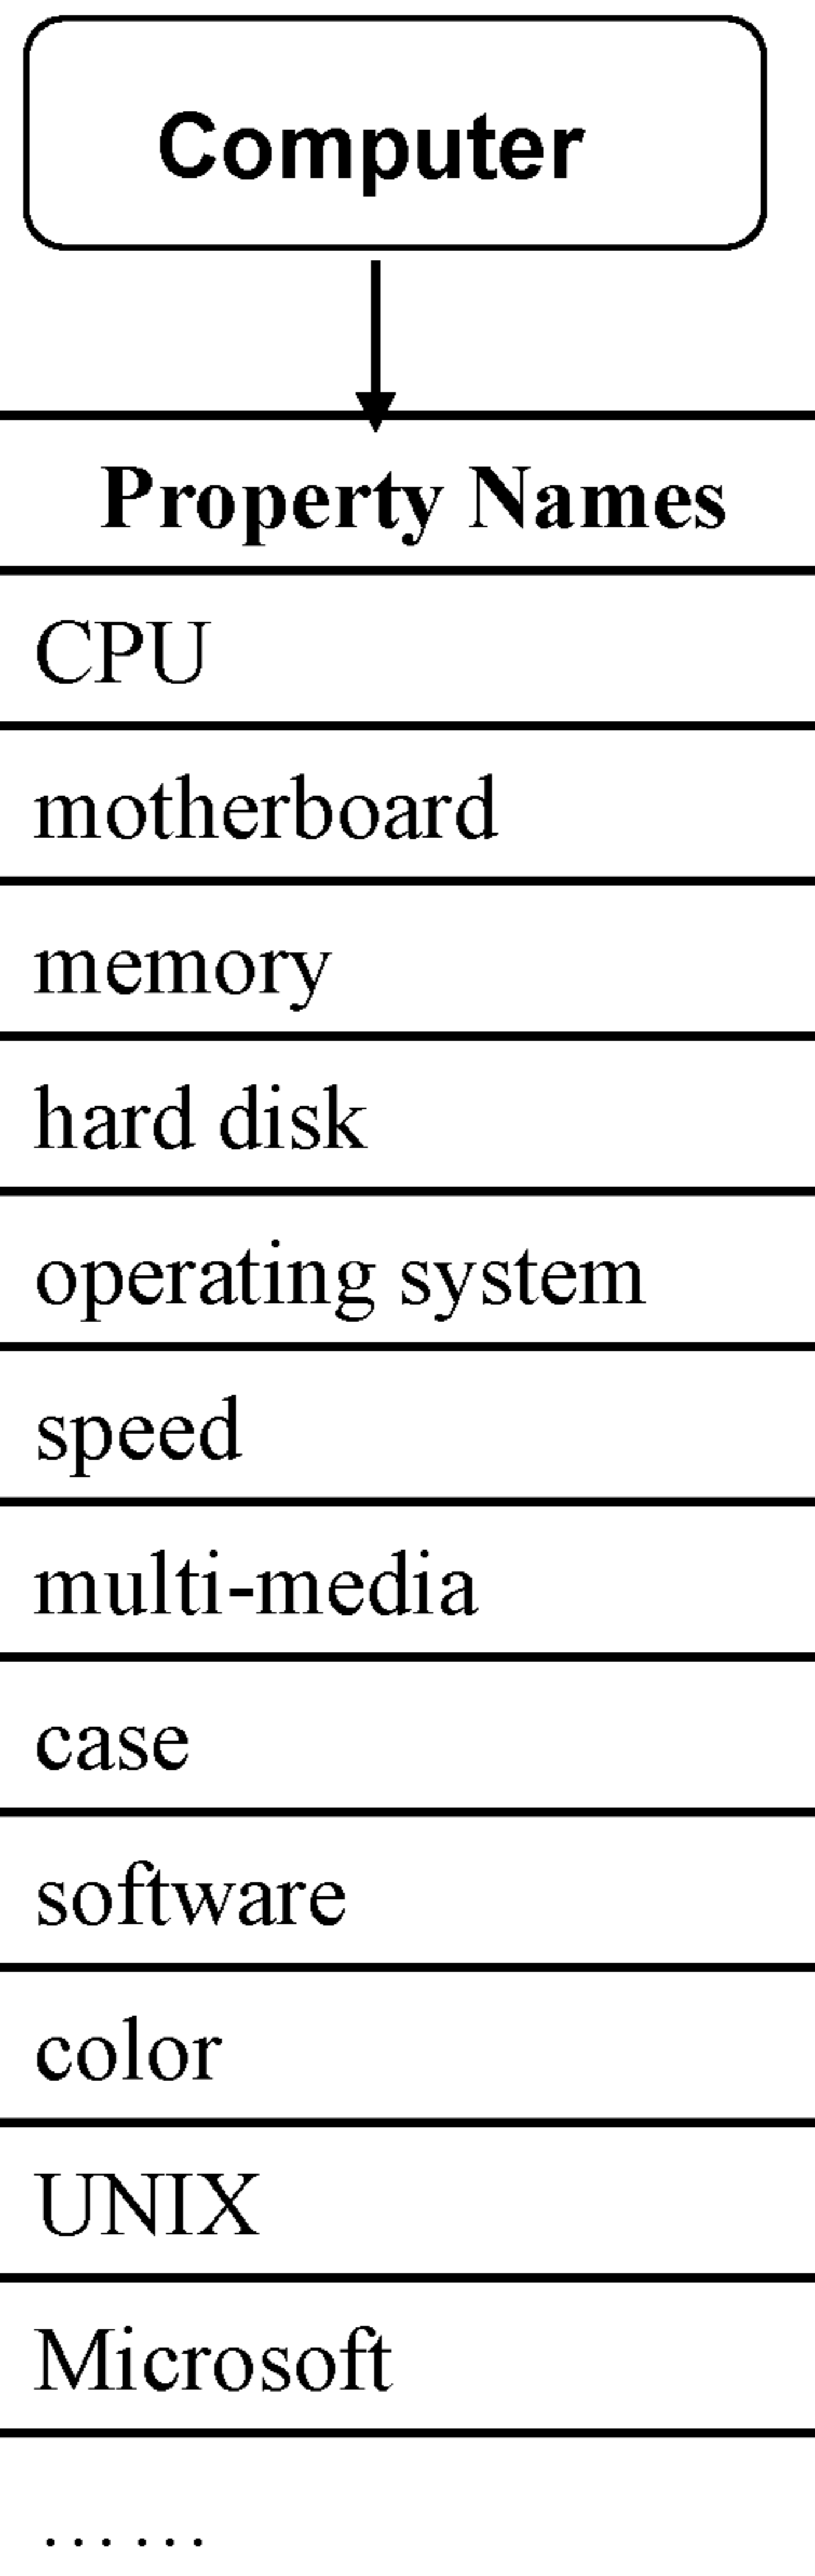 Computer
Property Names
CPU
motherboard
memory
hard disk
operating system
speed
multi-media
case
software
color
UNIX
Microsoft
……